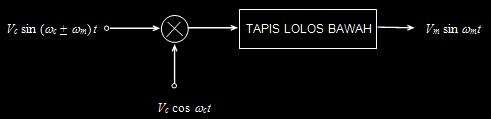 Vc sin (ωc ± ωm) t
TAPIS LOLOS BAWAH
Vm sin ωmt
Vc cos ωct